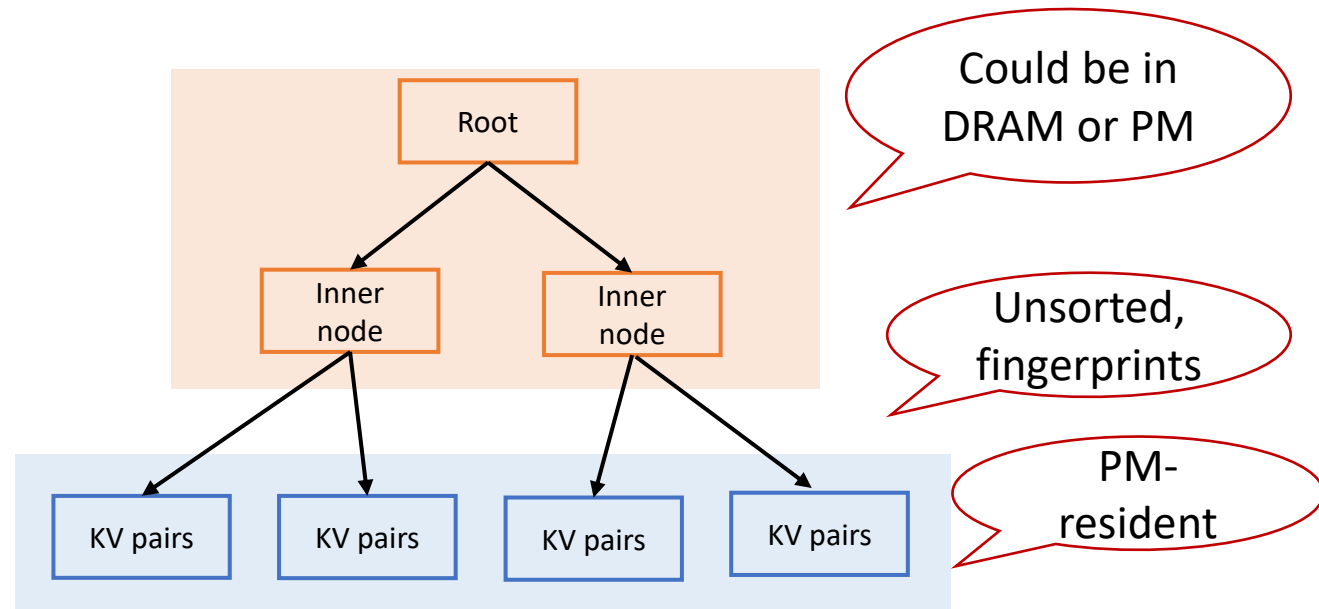 Could be in
DRAM or PM
Root
Inner
node
Inner
node
Unsorted,
fingerprints
PM-
resident
KV pairs
KV pairs
KV pairs
KV pairs